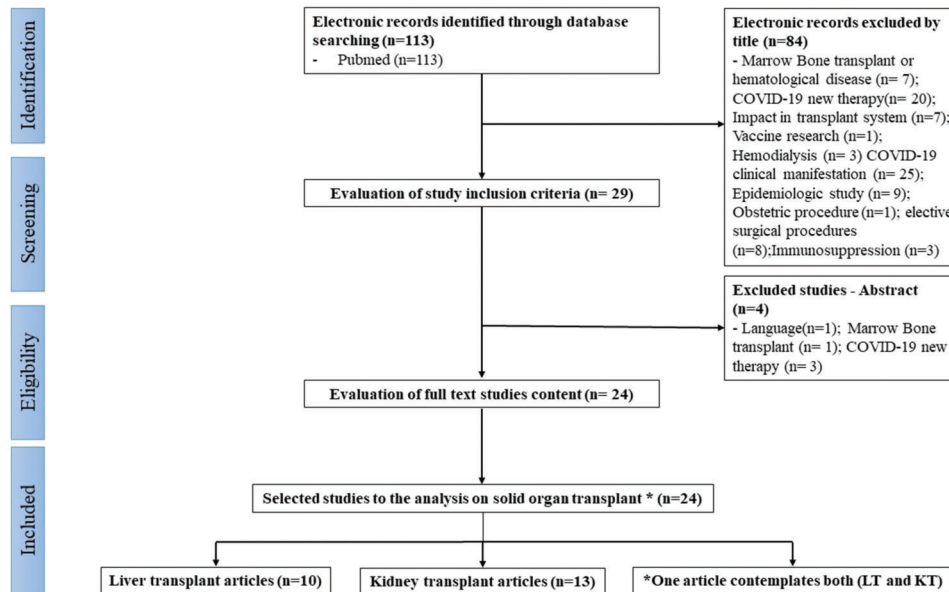 Identification
Electronic records identified through database
searching (n=113)
- Pubmed (n=113)
Electronic records excluded by
title (n=84)
- Marrow Bone transplant or
hematological disease (n= 7);
COVID-19 new therapy(n= 20);
Impact in transplant system (n=7);
Vaccine research (n=1);
Hemodialysis (n= 3) COVID-19
clinical manifestation (n= 25);
Epidemiologic study (n= 9);
Obstetric procedure(n=1); elective
surgical procedures
(n=8);Immunosuppression (n=3)
Screening
Evaluation of study inclusion criteria (n= 29)
Excluded studies - Abstract
(n=4)
- Language(n=1); Marrow Bone
transplant (n= 1); COVID-19 new
therapy (n= 3)
Eligibility
Evaluation of full text studies content (n= 24)
Included
Selected studies to the analysis on solid organ transplant * (n=24)
Liver transplant articles (n=10)
Kidney transplant articles (n=13)
*One article contemplates both (LT and KT)